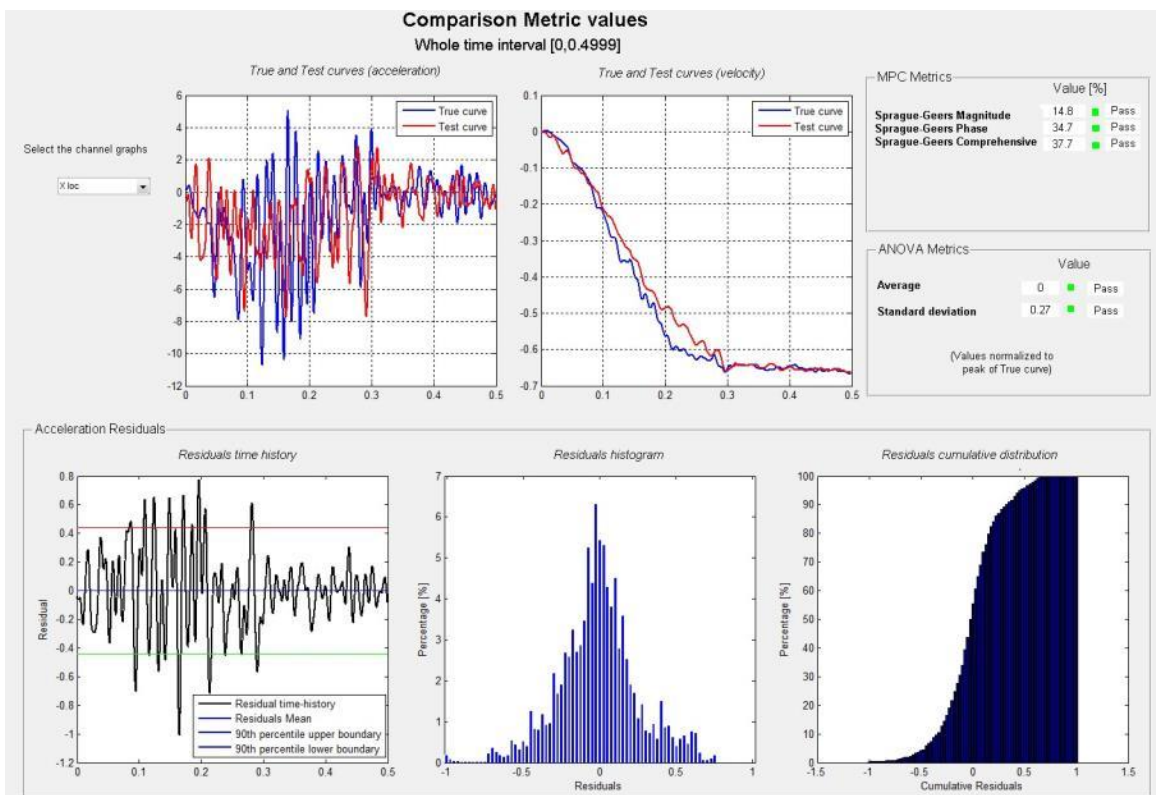 Comparison Metric values
Whole time interval [0,0.4999]
Select the channel graphs
X loc
True and Test curves (acceleration)
True curve
Test curve
6
4
2
0
-2
-4
-6
-8
-10
-12
0 0.1 0.2 0.3 0.4 0.5
True and Test curves (velocity)
True curve
Test curve
0.1
0
-0.1
-0.2
-0.3
-0.4
-0.5
-0.6
-0.7
0 0.1 0.2 0.3 0.4 0.5
MPC Metrics
Value [%]
Sprague-Geers Magnitude 14.8 Pass
Sprague-Geers Phase 34.7 Pass
Sprague-Geers Comprehensive 37.7 Pass
ANOVA Metrics
Value
Average 0 Pass
Standard deviation 0.27 Pass
(Values normalized to
peak of True curve)
Acceleration Residuals
Residuals time history
Residual
0.8
0.6
0.4
0.2
0
-0.2
-0.4
-0.6
-0.8
-1
-1.2
Residual time-history
Residuals Mean
90th percentile upper boundary
90th percentile lower boundary
0 0.1 0.2 0.3 0.4 0.5
Residuals histogram
Percentage [%]
7
6
5
4
3
2
1
0
-1 -0.5 0 0.5 1
Residuals
Residuals cumulative distribution
Percentage [%]
100
90
80
70
60
50
40
30
20
10
0
-1.5 -1 -0.5 0 0.5 1 1.5
Cumulative Residuals